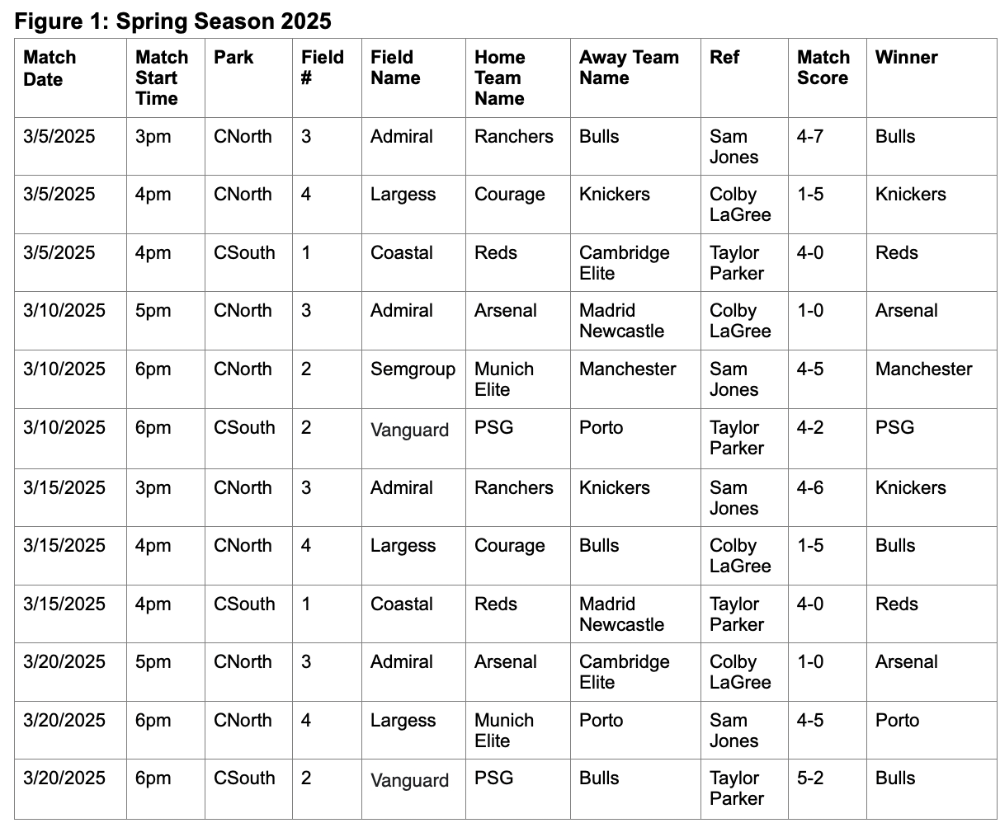 Figure 1: Spring Season 2025
Match Date | Match Start Time | Park | Field # | Field Name | Home Team Name | Away Team Name | Ref | Match Score | Winner
3/5/2025 | 3pm | CNorth | 3 | Admiral | Ranchers | Bulls | Sam Jones | 4-7 | Bulls
3/5/2025 | 4pm | CNorth | 4 | Largess | Courage | Knickers | Colby LaGree | 1-5 | Knickers
3/5/2025 | 4pm | CSouth | 1 | Coastal | Reds | Cambridge Elite | Taylor Parker | 4-0 | Reds
3/10/2025 | 5pm | CNorth | 3 | Admiral | Arsenal | Madrid Newcastle | Colby LaGree | 1-0 | Arsenal
3/10/2025 | 6pm | CNorth | 2 | Semgroup | Munich Elite | Manchester | Sam Jones | 4-5 | Manchester
3/10/2025 | 6pm | CSouth | 2 | Vanguard | PSG | Porto | Taylor Parker | 4-2 | PSG
3/15/2025 | 3pm | CNorth | 3 | Admiral | Ranchers | Knickers | Sam Jones | 4-6 | Knickers
3/15/2025 | 4pm | CNorth | 4 | Largess | Courage | Bulls | Colby LaGree | 1-5 | Bulls
3/15/2025 | 4pm | CSouth | 1 | Coastal | Reds | Madrid Newcastle | Taylor Parker | 4-0 | Reds
3/20/2025 | 5pm | CNorth | 3 | Admiral | Arsenal | Cambridge Elite | Colby LaGree | 1-0 | Arsenal
3/20/2025 | 6pm | CNorth | 4 | Largess | Munich Elite | Porto | Sam Jones | 4-5 | Porto
3/20/2025 | 6pm | CSouth | 2 | Vanguard | PSG | Bulls | Taylor Parker | 5-2 | Bulls